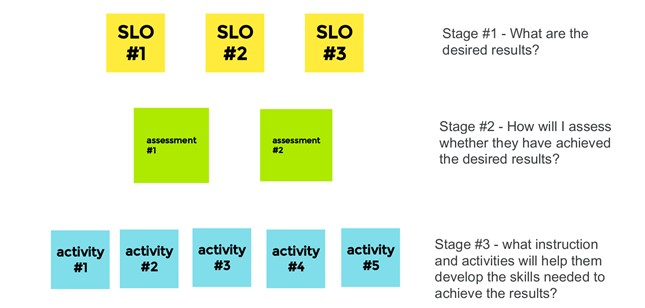 SLO
#1
SLO
#2
SLO
#3
Stage #1 - What are the
desired results?
assessment
#1
assessment
#2
Stage #2 - How will I assess
whether they have achieved
the desired results?
activity
#1
activity
#2
activity
#3
activity
#4
activity
#5
Stage #3 - what instruction
and activities will help them
develop the skills needed to
achieve the results?